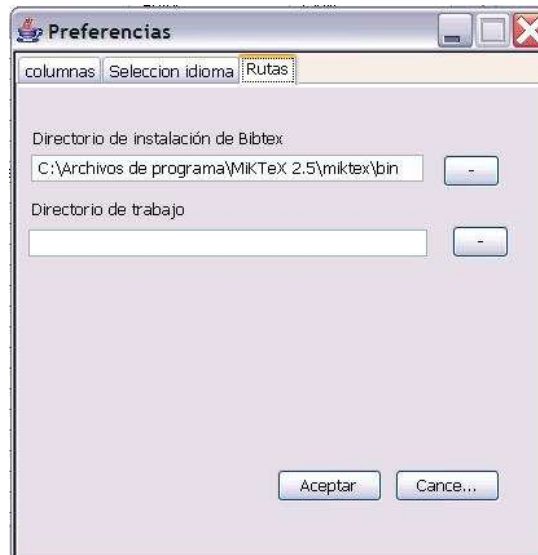 Preferencias
columnas Seleccion idioma Rutas
Directorio de instalación de Bibtex
C:\Archivos de programa\MiKTeX 2.5\miktex\bin -
Directorio de trabajo
-
Aceptar Cance...